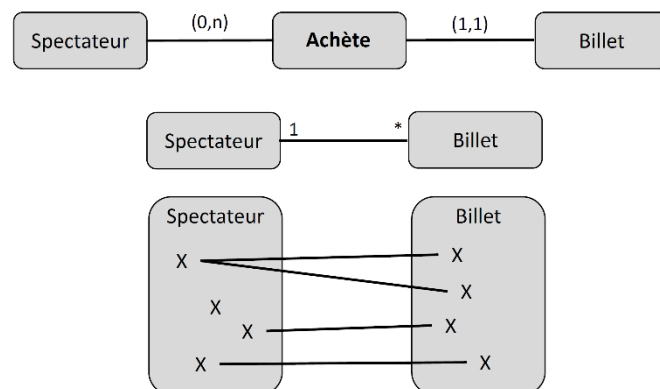 Spectateur (0,n) Achète (1,1) Billet
Spectateur 1 * Billet
Spectateur Billet
X X
X
X
X X
X X